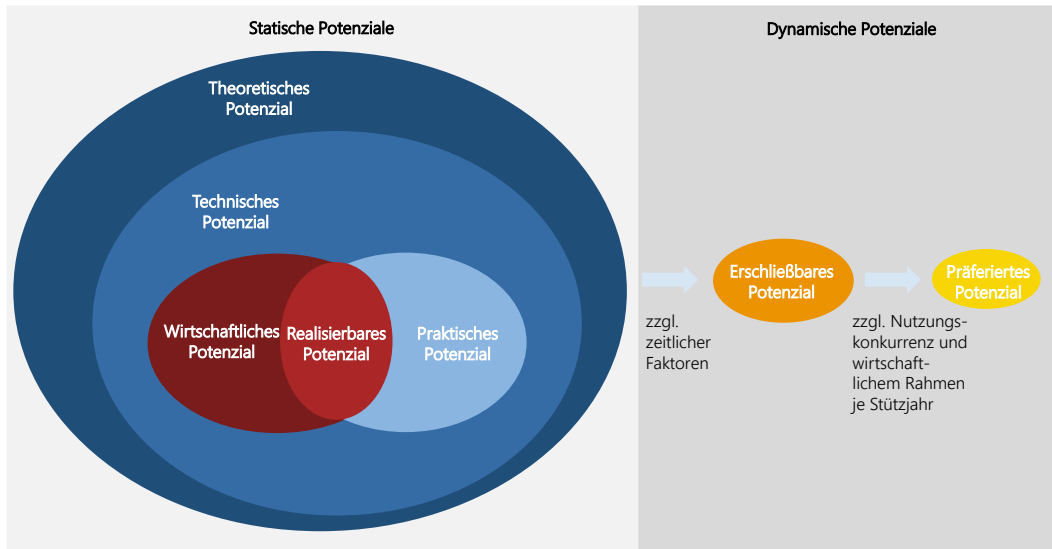 Statische Potenziale
Theoretisches
Potenzial
Technisches
Potenzial
Wirtschaftliches
Potenzial
Realisierbares
Potenzial
Praktisches
Potenzial
Dynamische Potenziale
zzgl.
zeitlicher
Faktoren
Erschließbares
Potenzial
zzgl. Nutzungs-
konkurrenz und
wirtschaft-
lichem Rahmen
je Stützjahr
Präferiertes
Potenzial